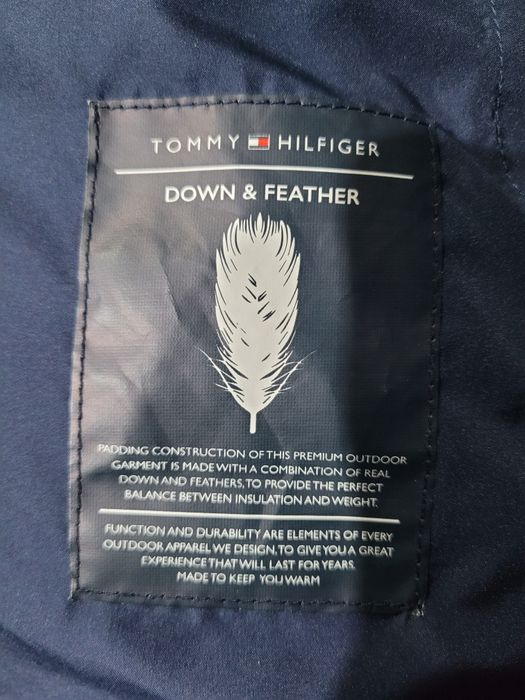 TOMMY HILFIGER
DOWN & FEATHER
PADDING CONSTRUCTION OF THIS PREMIUM OUTDOOR
GARMENT IS MADE WITH A COMBINATION OF REAL
DOWN AND FEATHERS, TO PROVIDE THE PERFECT
BALANCE BETWEEN INSULATION AND WEIGHT.
FUNCTION AND DURABILITY ARE ELEMENTS OF EVERY
OUTDOOR APPAREL WE DESIGN, TO GIVE YOU A GREAT
EXPERIENCE THAT WILL LAST FOR YEARS.
MADE TO KEEP YOU WARM